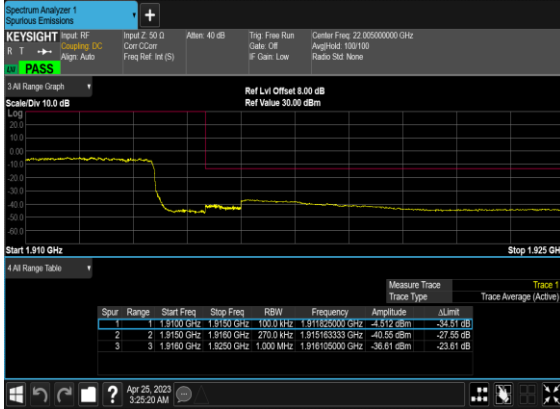 Spectrum Analyzer 1
Spurious Emissions
+
KEYSIGHT
R T
LXI PASS
Input: RF
Coupling: DC
Align: Auto
Input Z: 50 Ω
Corr CCorr
Freq Ref: Int (S)
Atten: 40 dB
Trig: Free Run
Gate: Off
IF Gain: Low
Center Freq: 22.005000000 GHz
Avg|Hold: 100/100
Radio Std: None
3 All Range Graph
Ref Lvl Offset 8.00 dB
Scale/Div 10.0 dB
Ref Value 30.00 dBm
Log
20.0
10.0
0.00
-10.0
-20.0
-30.0
-40.0
-50.0
-60.0
Start 1.910 GHz
Stop 1.925 GH
4 All Range Table
Measure Trace Trace 1
Trace Type Trace Average (Active)
Spur Range Start Freq Stop Freq RBW Frequency Amplitude ΔLimit
1 1 1.9100 GHz 1.9150 GHz 100.0 kHz 1.911825000 GHz -4.512 dBm -34.51 dB
2 2 1.9150 GHz 1.9160 GHz 270.0 kHz 1.915163333 GHz -40.55 dBm -27.55 dB
3 3 1.9160 GHz 1.9250 GHz 1.000 MHz 1.916105000 GHz -36.61 dBm -23.61 dB
?
Apr 25, 2023
3:25:20 AM